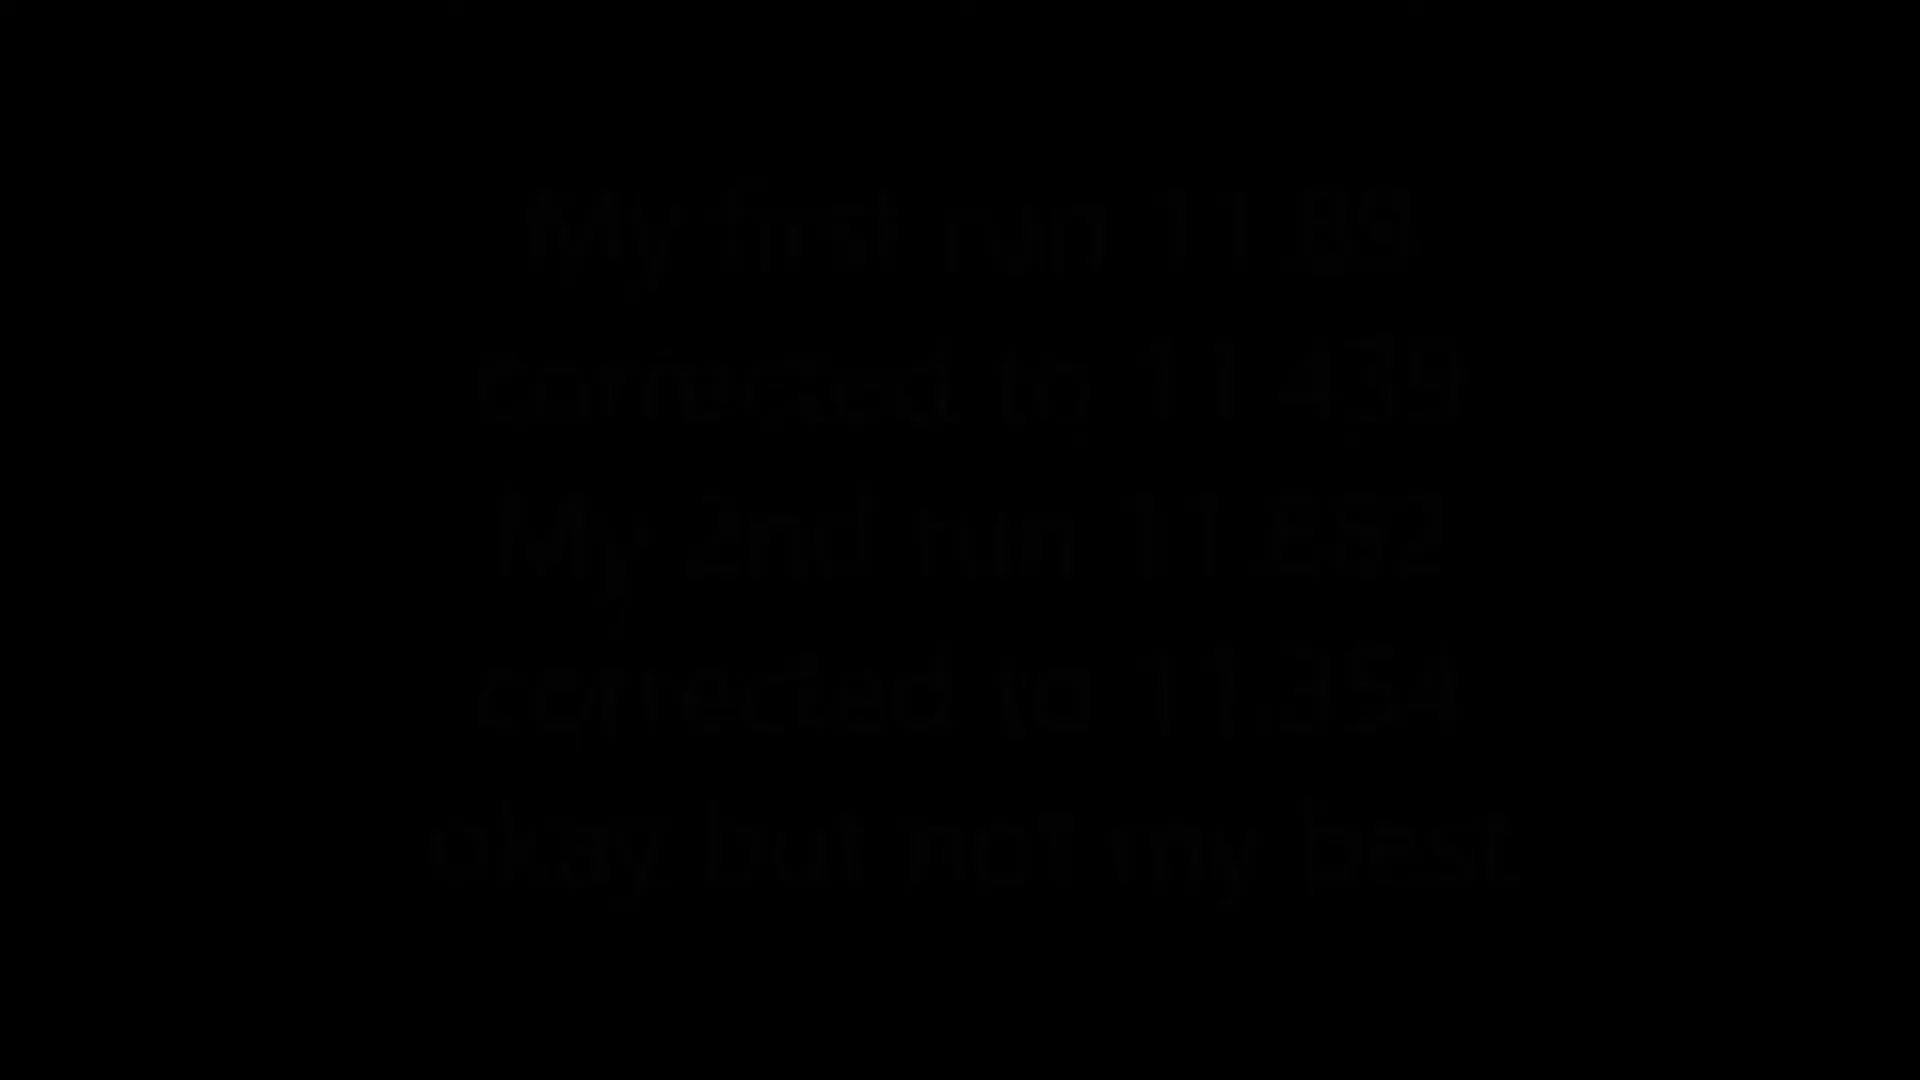 My first run 11.89
corrected to 11.439
My 2nd run 11.852
corrected to 11.354
okay but not my best